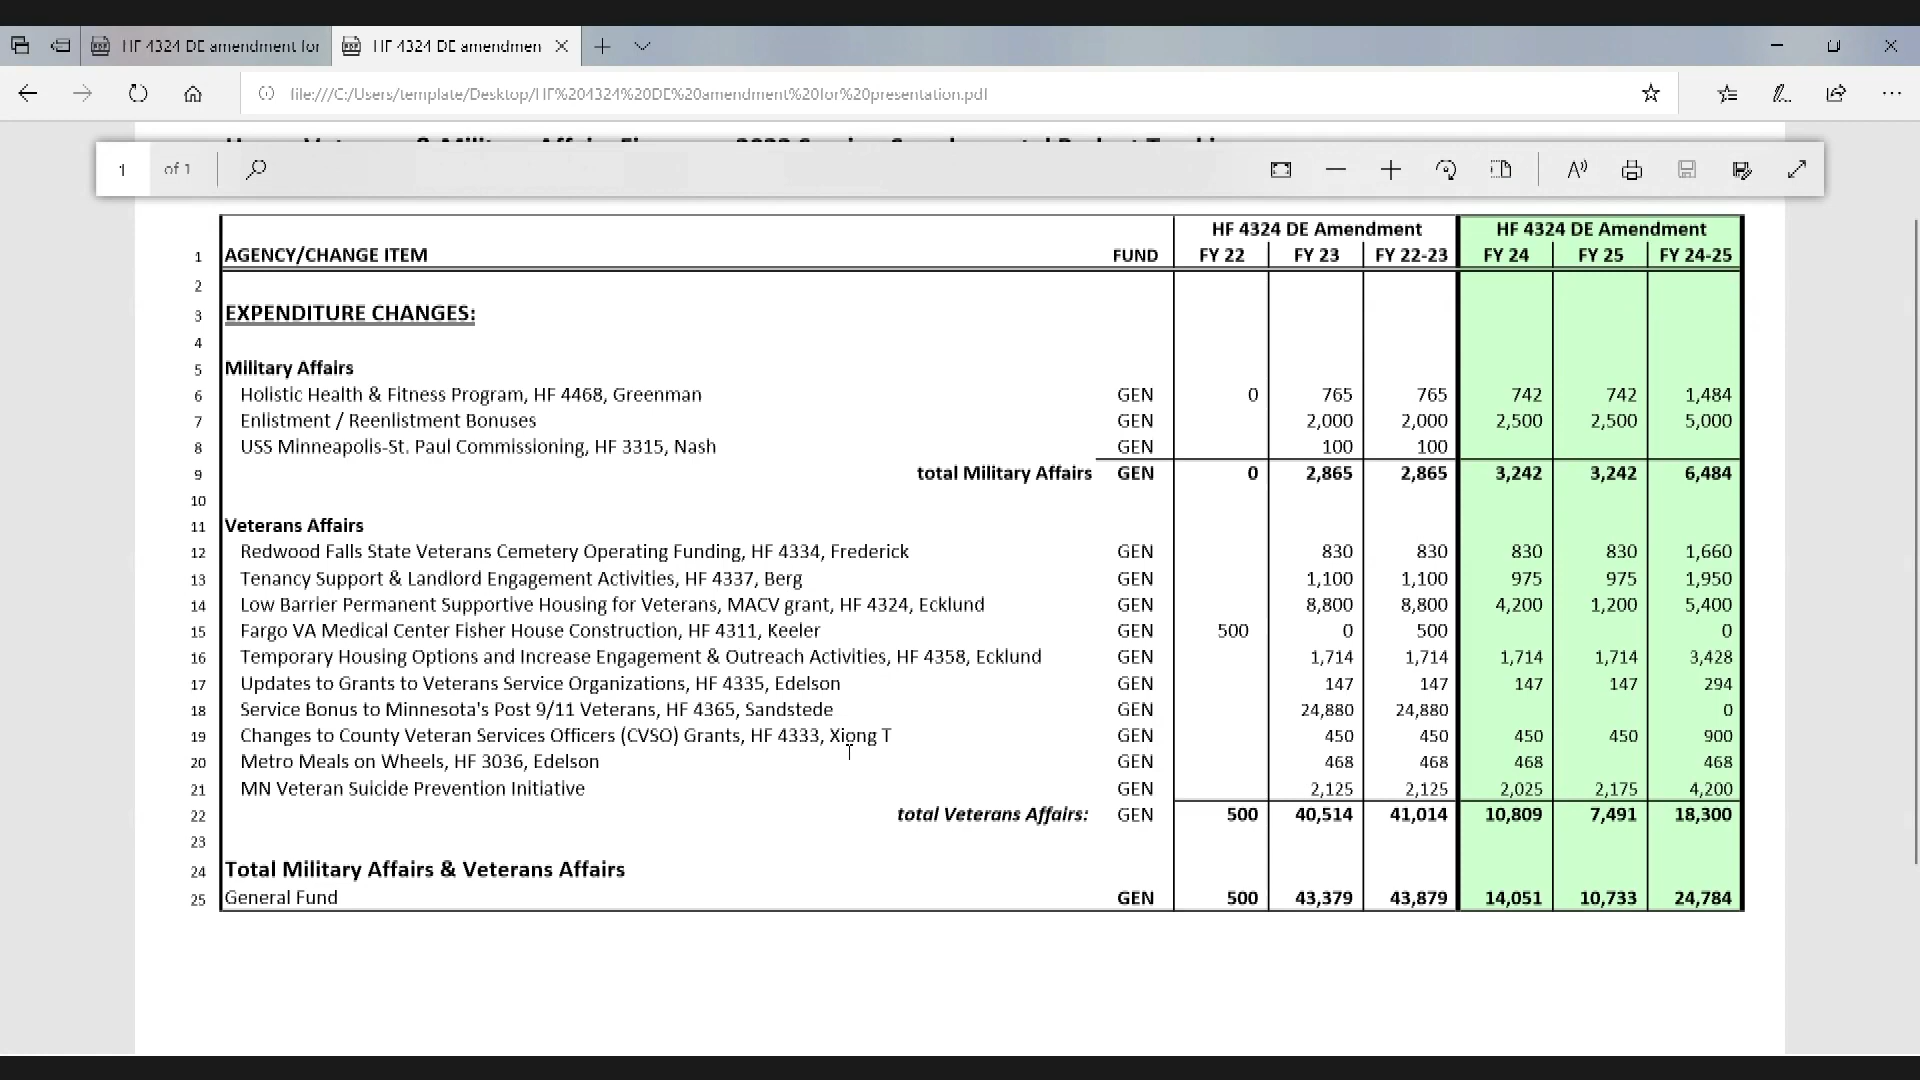 HF 4324 DE amendment for
HF 4324 DE amendmen
file:///C:/Users/template/Desktop/HF%204324%20DE%20amendment%20for%20presentation.pdf
1 of 1
HF 4324 DE Amendment HF 4324 DE Amendment
1 AGENCY/CHANGE ITEM FUND FY 22 FY 23 FY 22-23 FY 24 FY 25 FY 24-25
2
3 EXPENDITURE CHANGES:
4
5 Military Affairs
6 Holistic Health & Fitness Program, HF 4468, Greenman GEN 0 765 765 742 742 1,484
7 Enlistment / Reenlistment Bonuses GEN 2,000 2,000 2,500 2,500 5,000
8 USS Minneapolis-St. Paul Commissioning, HF 3315, Nash GEN 100 100
9 total Military Affairs GEN 0 2,865 2,865 3,242 3,242 6,484
10
11 Veterans Affairs
12 Redwood Falls State Veterans Cemetery Operating Funding, HF 4334, Frederick GEN 830 830 830 830 1,660
13 Tenancy Support & Landlord Engagement Activities, HF 4337, Berg GEN 1,100 1,100 975 975 1,950
14 Low Barrier Permanent Supportive Housing for Veterans, MACV grant, HF 4324, Ecklund GEN 8,800 8,800 4,200 1,200 5,400
15 Fargo VA Medical Center Fisher House Construction, HF 4311, Keeler GEN 500 0 500 0
16 Temporary Housing Options and Increase Engagement & Outreach Activities, HF 4358, Ecklund GEN 1,714 1,714 1,714 1,714 3,428
17 Updates to Grants to Veterans Service Organizations, HF 4335, Edelson GEN 147 147 147 147 294
18 Service Bonus to Minnesota's Post 9/11 Veterans, HF 4365, Sandstede GEN 24,880 24,880 0
19 Changes to County Veteran Services Officers (CVSO) Grants, HF 4333, Xiong T GEN 450 450 450 450 900
20 Metro Meals on Wheels, HF 3036, Edelson GEN 468 468 468 468
21 MN Veteran Suicide Prevention Initiative GEN 2,125 2,125 2,025 2,175 4,200
22 total Veterans Affairs: GEN 500 40,514 41,014 10,809 7,491 18,300
23
24 Total Military Affairs & Veterans Affairs
25 General Fund GEN 500 43,379 43,879 14,051 10,733 24,784